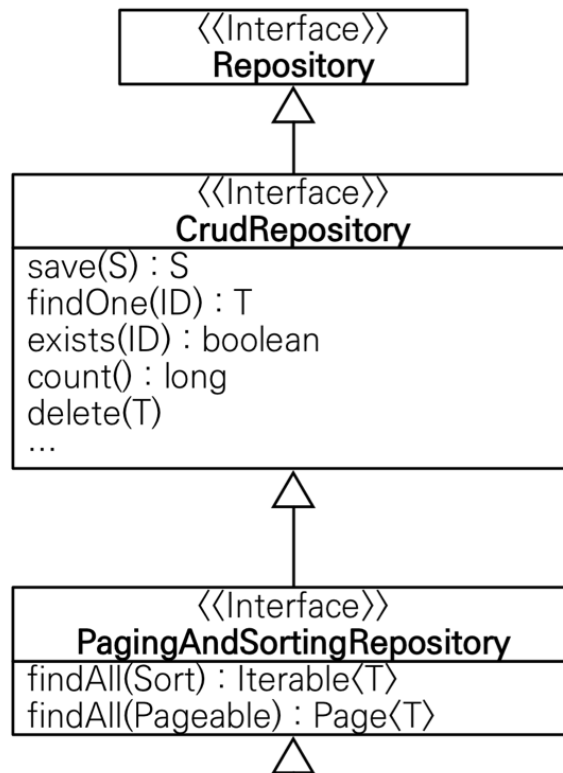 〈〈Interface〉〉
Repository
〈〈Interface〉〉
CrudRepository
save(S) : S
findOne(ID) : T
exists(ID) : boolean
count() : long
delete(T)
...
〈〈Interface〉〉
PagingAndSortingRepository
findAll(Sort) : Iterable〈T〉
findAll(Pageable) : Page〈T〉